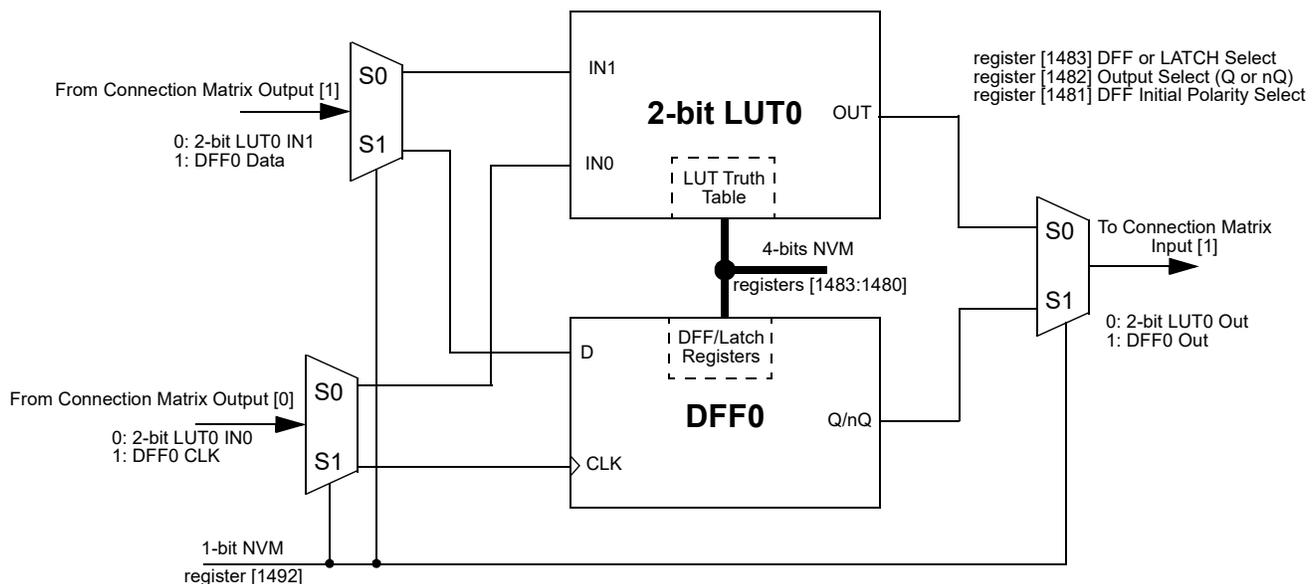 register [1483] DFF or LATCH Select
register [1482] Output Select (Q or nQ)
register [1481] DFF Initial Polarity Select
From Connection Matrix Output [1]
0: 2-bit LUT0 IN1
1: DFF0 Data
S0
S1
IN1
2-bit LUT0
OUT
IN0
LUT Truth
Table
4-bits NVM
registers [1483:1480]
To Connection Matrix
Input [1]
S0
S1
0: 2-bit LUT0 Out
1: DFF0 Out
D
DFF/Latch
Registers
DFF0
Q/nQ
CLK
From Connection Matrix Output [0]
0: 2-bit LUT0 IN0
1: DFF0 CLK
S0
S1
1-bit NVM
register [1492]